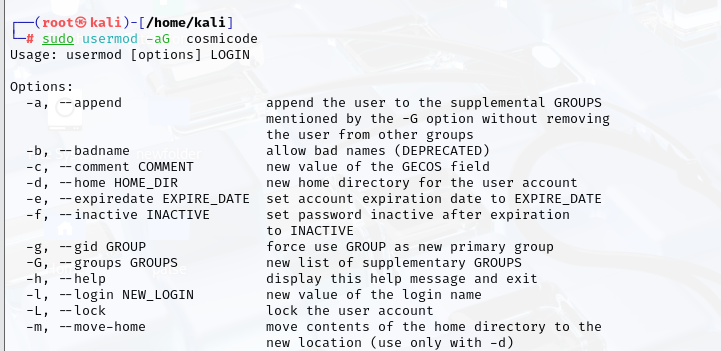 ┌──(root㉿kali)-[/home/kali]
└─# sudo usermod -aG  cosmicode
Usage: usermod [options] LOGIN

Options:
  -a, --append                  append the user to the supplemental GROUPS
                                mentioned by the -G option without removing
                                the user from other groups
  -b, --badname                 allow bad names (DEPRECATED)
  -c, --comment COMMENT         new value of the GECOS field
  -d, --home HOME_DIR           new home directory for the user account
  -e, --expiredate EXPIRE_DATE  set account expiration date to EXPIRE_DATE
  -f, --inactive INACTIVE       set password inactive after expiration
                                to INACTIVE
  -g, --gid GROUP               force use GROUP as new primary group
  -G, --groups GROUPS           new list of supplementary GROUPS
  -h, --help                    display this help message and exit
  -l, --login NEW_LOGIN         new value of the login name
  -L, --lock                    lock the user account
  -m, --move-home               move contents of the home directory to the
                                new location (use only with -d)